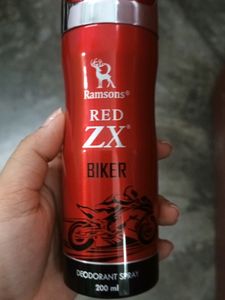 Ramsons®
RED
ZX®
BIKER
DEODORANT SPRAY
200 ml